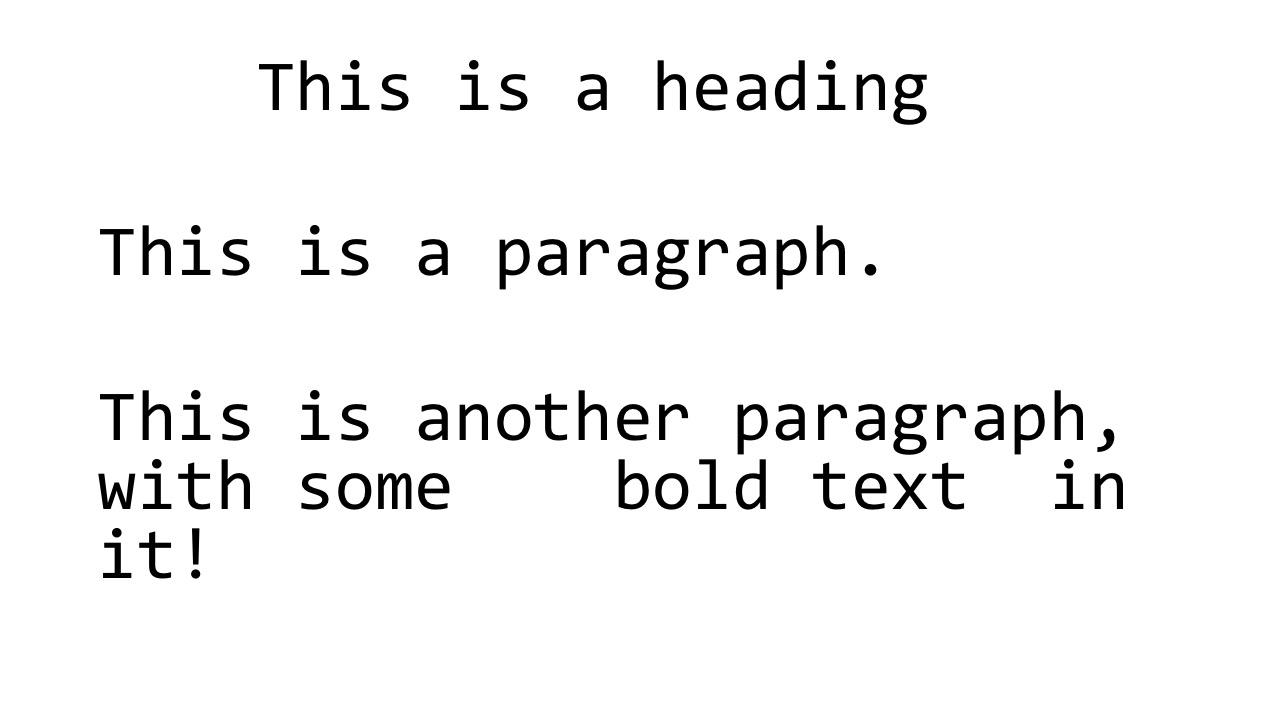 This is a heading
This is a paragraph.
This is another paragraph,
with some    bold text  in
it!